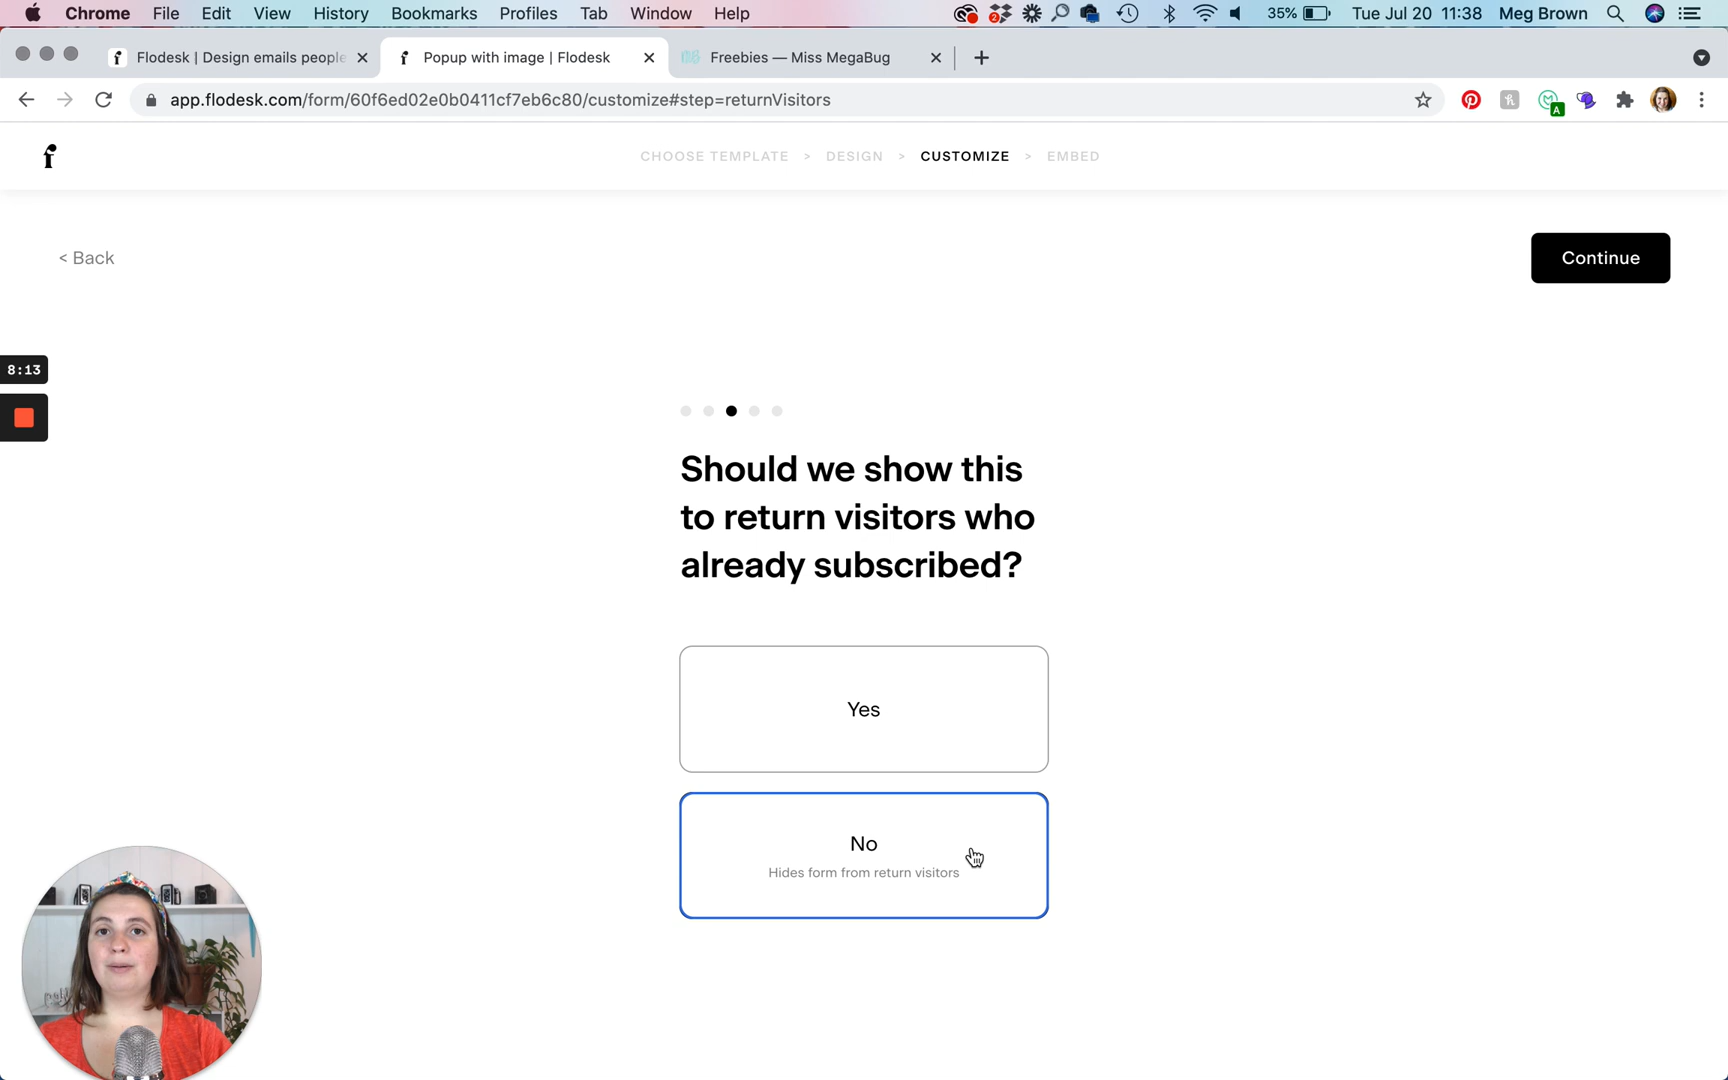 Chrome File Edit View History Bookmarks Profiles Tab Window Help 2 35% Tue Jul 20 11:38 Meg Brown
Flodesk | Design emails people Popup with image | Flodesk Freebies — Miss MegaBug
app.flodesk.com/form/60f6ed02e0b0411cf7eb6c80/customize#step=returnVisitors A
CHOOSE TEMPLATE > DESIGN > CUSTOMIZE > EMBED
< Back
Continue
8:13
Should we show this
to return visitors who
already subscribed?
Yes
No
Hides form from return visitors